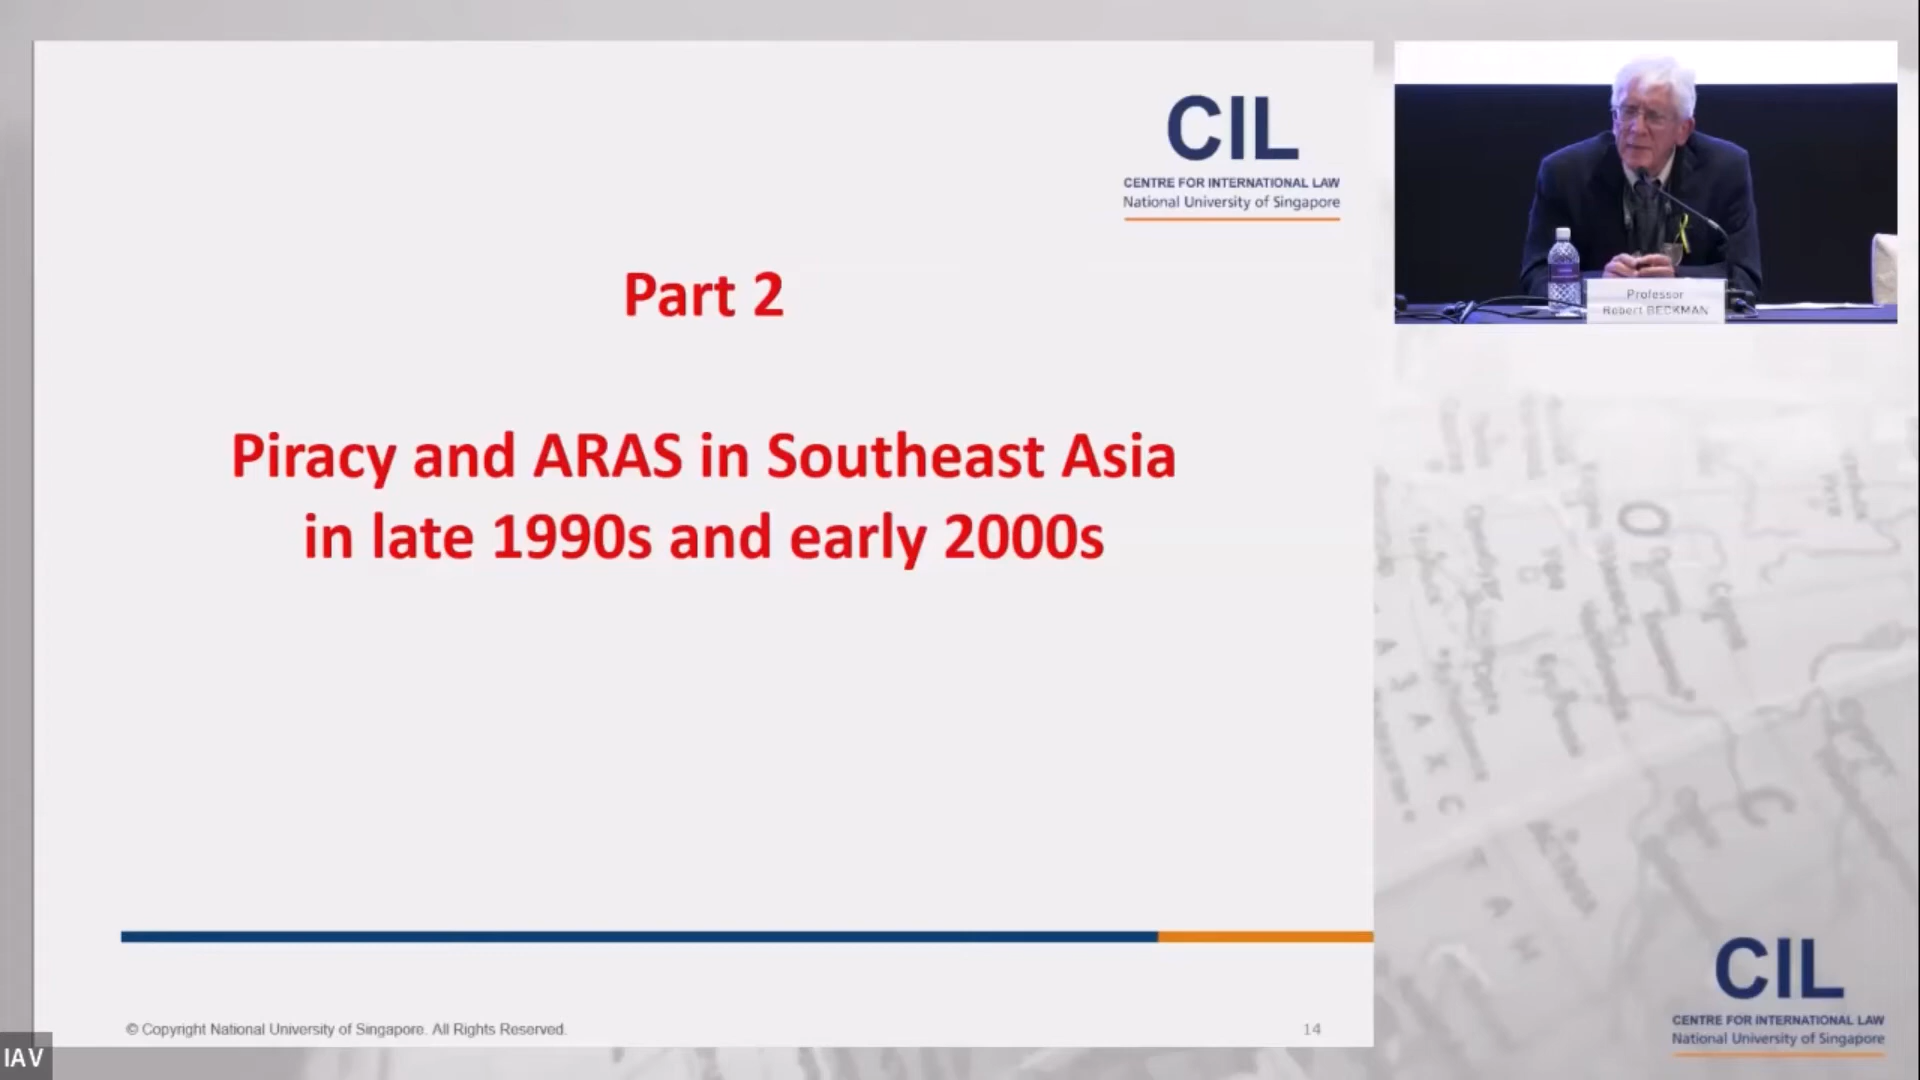 CIL
CENTRE FOR INTERNATIONAL LAW
National University of Singapore
Part 2
Piracy and ARAS in Southeast Asia
in late 1990s and early 2000s
© Copyright National University of Singapore. All Rights Reserved.
14
Professor
Robert BECKMAN
CIL
CENTRE FOR INTERNATIONAL LAW
National University of Singapore
IAV